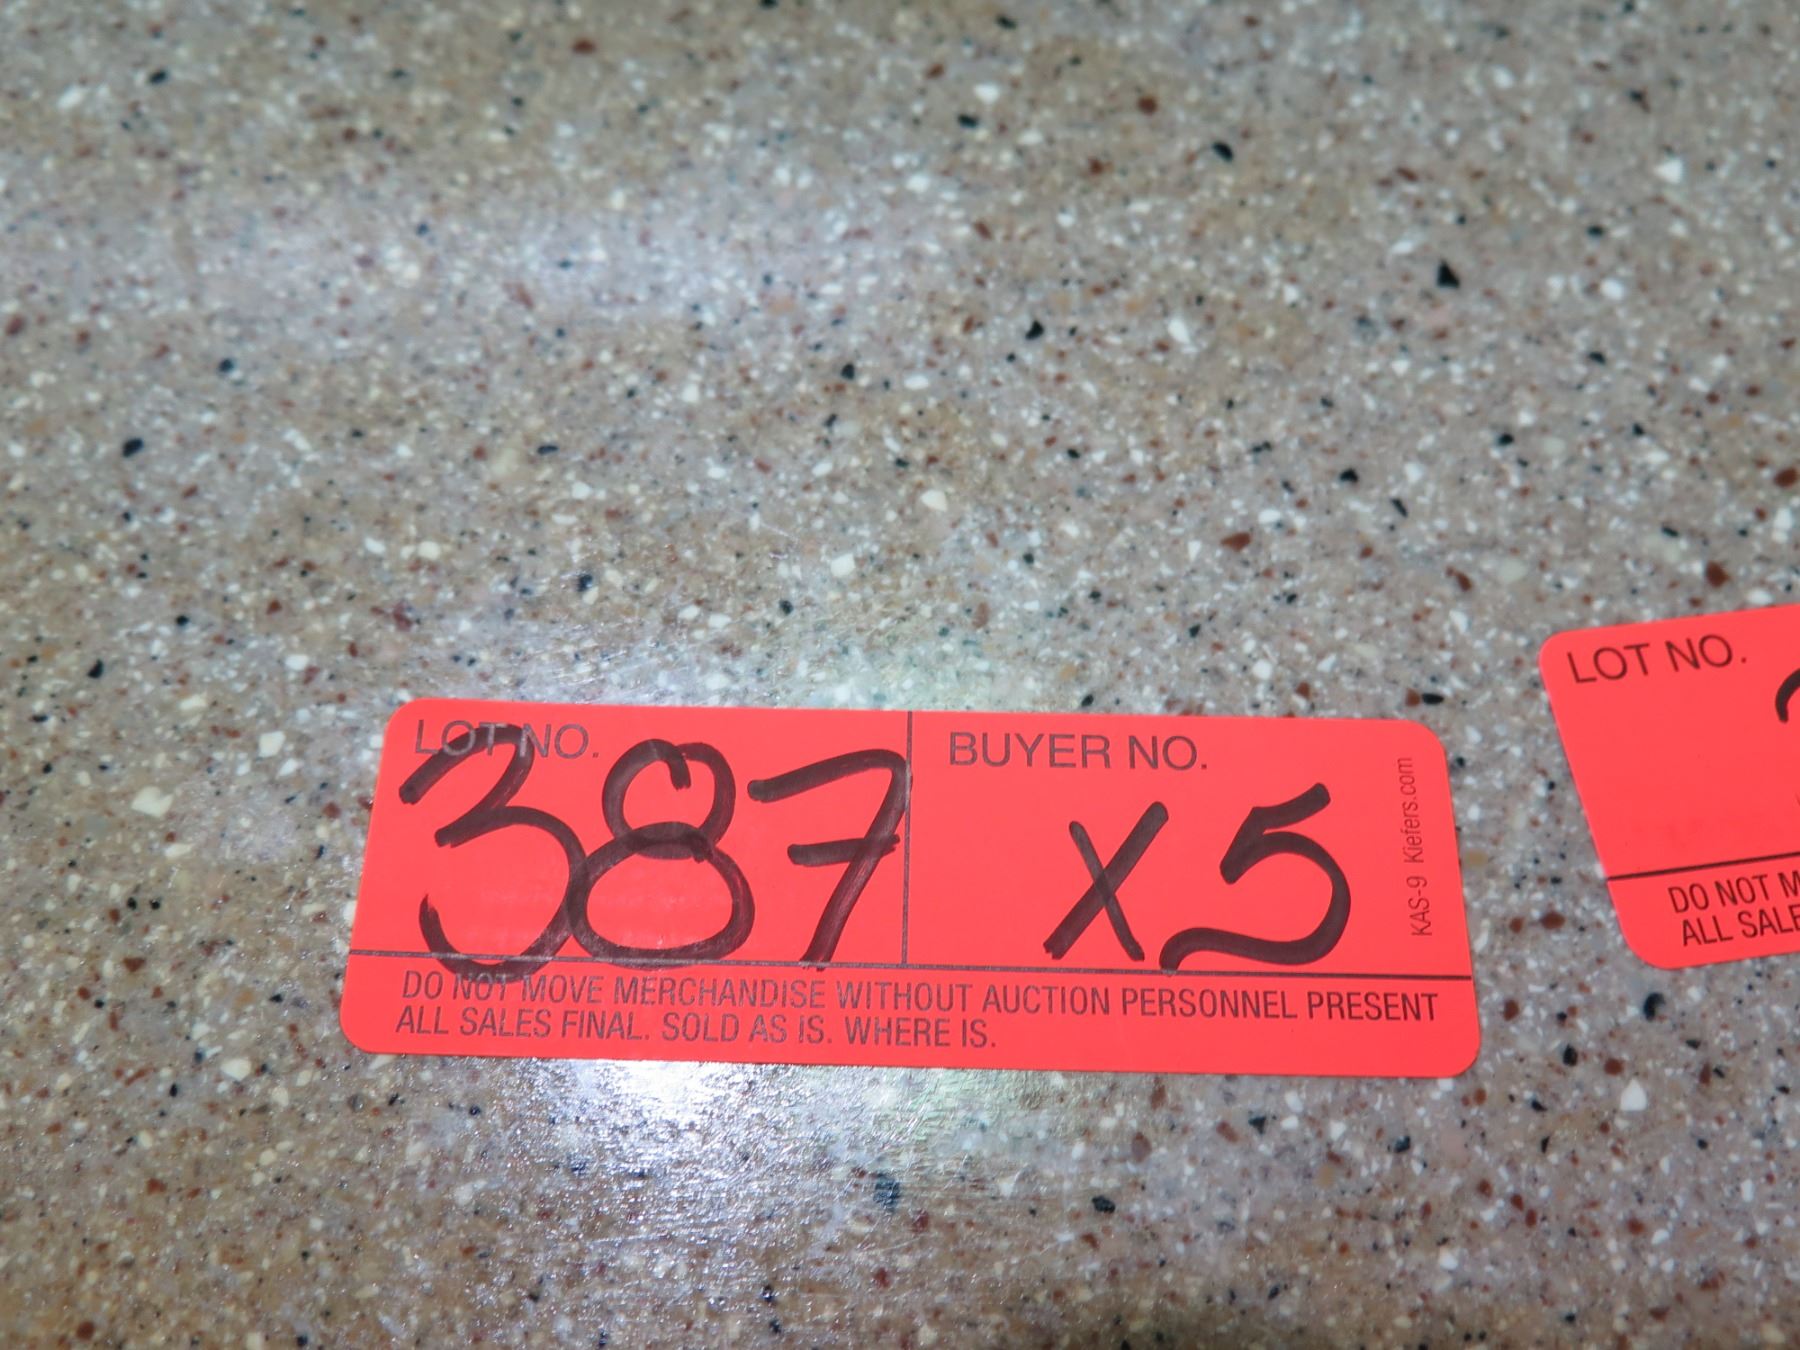 LOT NO.
387
BUYER NO.
X5
KAS-9 Kiefers.com
DO NOT MOVE MERCHANDISE WITHOUT AUCTION PERSONNEL PRESENT
ALL SALES FINAL. SOLD AS IS. WHERE IS.
LOT NO.
DO NOT
ALL SALE